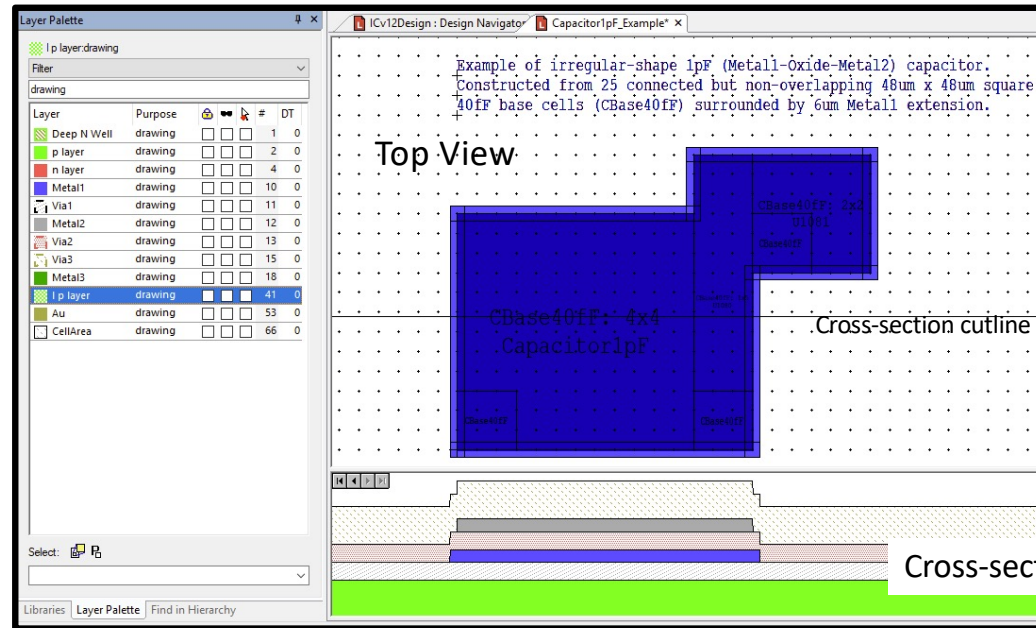 Layer Palette
l p layer:drawing
Filter
drawing
Layer Purpose # DT
Deep N Well drawing 1 0
p layer drawing 2 0
n layer drawing 4 0
Metal1 drawing 10 0
Via1 drawing 11 0
Metal2 drawing 12 0
Via2 drawing 13 0
Via3 drawing 15 0
Metal3 drawing 18 0
l p layer drawing 41 0
Au drawing 53 0
CellArea drawing 66 0
Select:
Libraries Layer Palette Find in Hierarchy
ICv12Design : Design Navigator Capacitor1pF_Example*
Example of irregular-shape 1pF (Metal1-Oxide-Metal2) capacitor.
Constructed from 25 connected but non-overlapping 48um x 48um square
40fF base cells (CBase40fF) surrounded by 6um Metal1 extension.
Top View
CBase40fF: 2x2
CBase40fF
CBase40fF: 4x4
Capacitor1pF
Cross-section cutline
CBase40fF
CBase40fF
Cross-sect